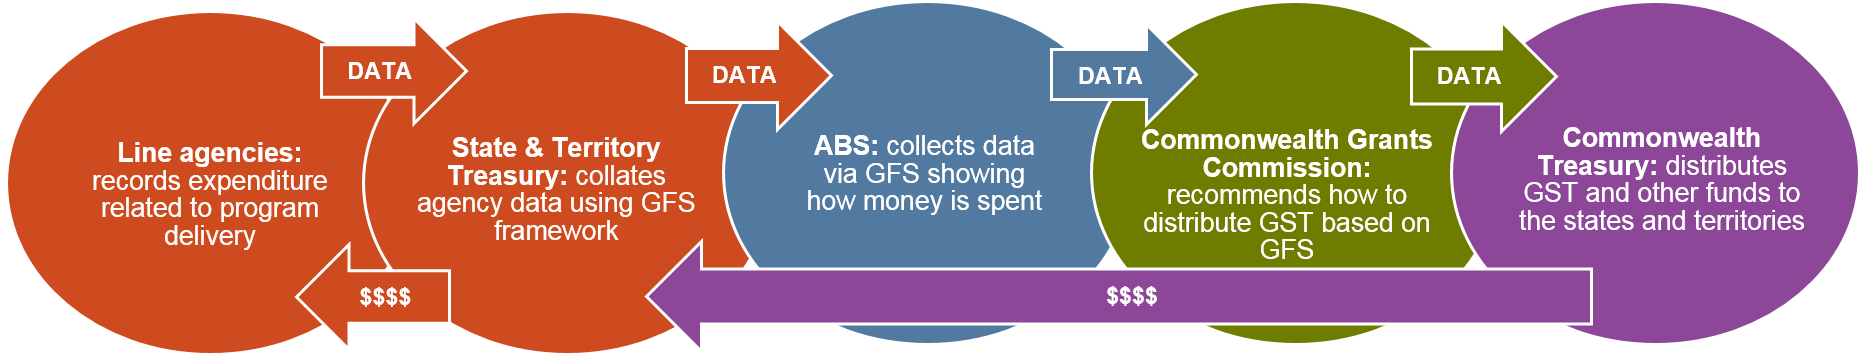 DATA
DATA
DATA
DATA
Line agencies:
records expenditure
related to program
delivery
State & Territory
Treasury: collates
agency data using GFS
framework
ABS: collects data
via GFS showing
how money is spent
Commonwealth Grants
Commission:
recommends how to
distribute GST based on
GFS
Commonwealth
Treasury: distributes
GST and other funds to
the states and territories
$$$$
$$$$